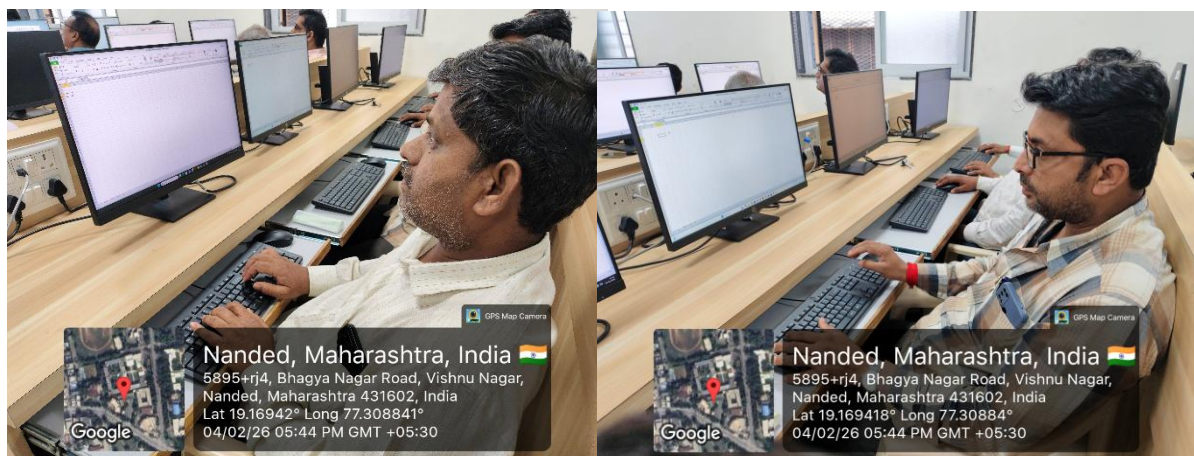 GPS Map Camera
Nanded, Maharashtra, India
5895+rj4, Bhagya Nagar Road, Vishnu Nagar,
Nanded, Maharashtra 431602, India
Lat 19.16942° Long 77.308841°
04/02/26 05:44 PM GMT +05:30
Google
GPS Map Camera
Nanded, Maharashtra, India
5895+rj4, Bhagya Nagar Road, Vishnu Nagar,
Nanded, Maharashtra 431602, India
Lat 19.169418° Long 77.30884°
04/02/26 05:44 PM GMT +05:30
Google